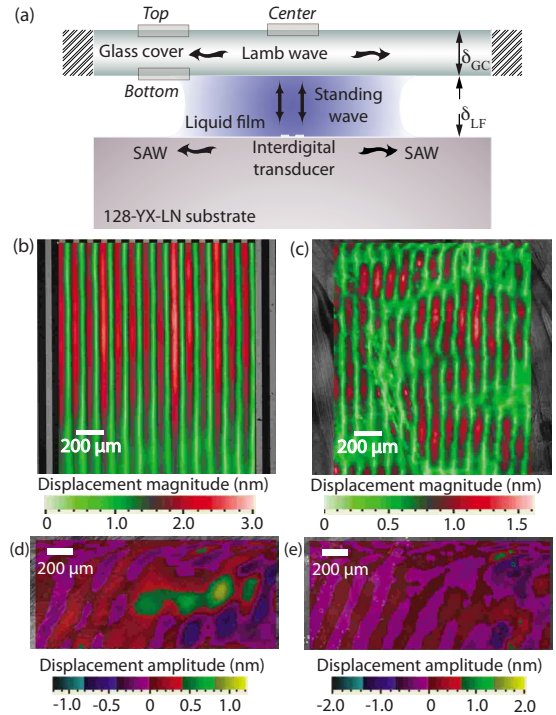 (a)
Top
Center
Glass cover
Lamb wave
δGC
Bottom
Standing
wave
Liquid film
δLF
SAW
Interdigital
transducer
SAW
128-YX-LN substrate
(b)
(c)
200 µm
200 µm
Displacement magnitude (nm)
0 1.0 2.0 3.0
Displacement magnitude (nm)
0 0.5 1.0 1.5
(d)
200 µm
(e)
200 µm
Displacement amplitude (nm)
-1.0 -0.5 0 0.5 1.0
Displacement amplitude (nm)
-2.0 -1.0 0 1.0 2.0